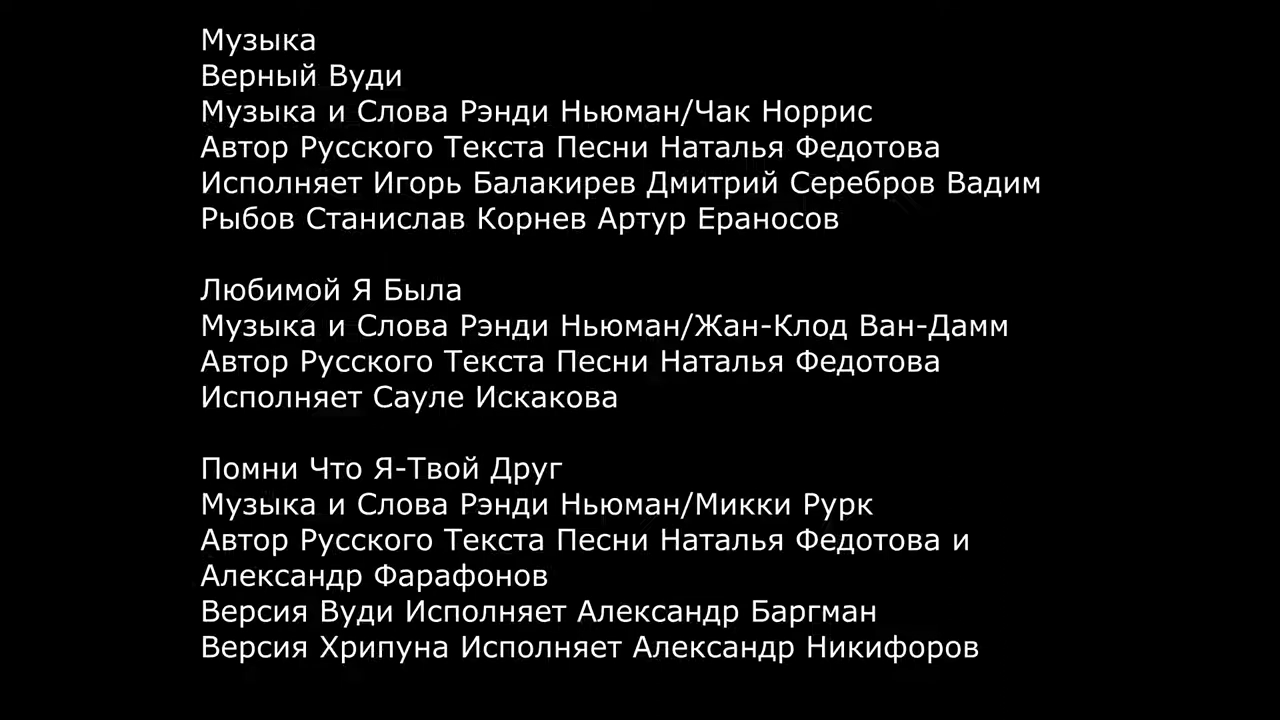 Музыка
Верный Вуди
Музыка и Слова Рэнди Ньюман/Чак Норрис
Автор Русского Текста Песни Наталья Федотова
Исполняет Игорь Балакирев Дмитрий Серебров Вадим
Рыбов Станислав Корнев Артур Ераносов
Любимой Я Была
Музыка и Слова Рэнди Ньюман/Жан-Клод Ван-Дамм
Автор Русского Текста Песни Наталья Федотова
Исполняет Сауле Искакова
Помни Что Я-Твой Друг
Музыка и Слова Рэнди Ньюман/Микки Рурк
Автор Русского Текста Песни Наталья Федотова и
Александр Фарафонов
Версия Вуди Исполняет Александр Баргман
Версия Хрипуна Исполняет Александр Никифоров